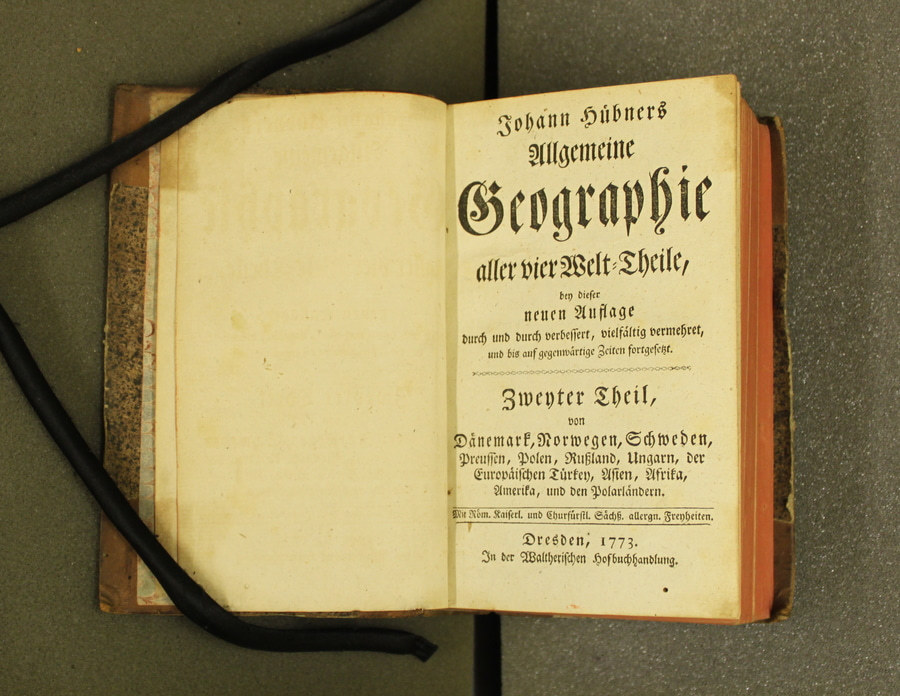 Johann Hübners
Allgemeine
Geographie
aller vier Welt-Theile,
bey dieser
neuen Auflage
durch und durch verbessert, vielfältig vermehret,
und bis auf gegenwärtige Zeiten fortgesetzt.
Zweyter Theil,
von
Dänemark, Norwegen, Schweden,
Preussen, Polen, Rußland, Ungarn, der
Europäischen Türkey, Asien, Afrika,
Amerika, und den Polarländern.
Mit Röm. Kaiserl. und Churfürstl. Sächß. allergn. Freyheiten.
Dresden, 1773.
In der Waltherischen Hofbuchhandlung.